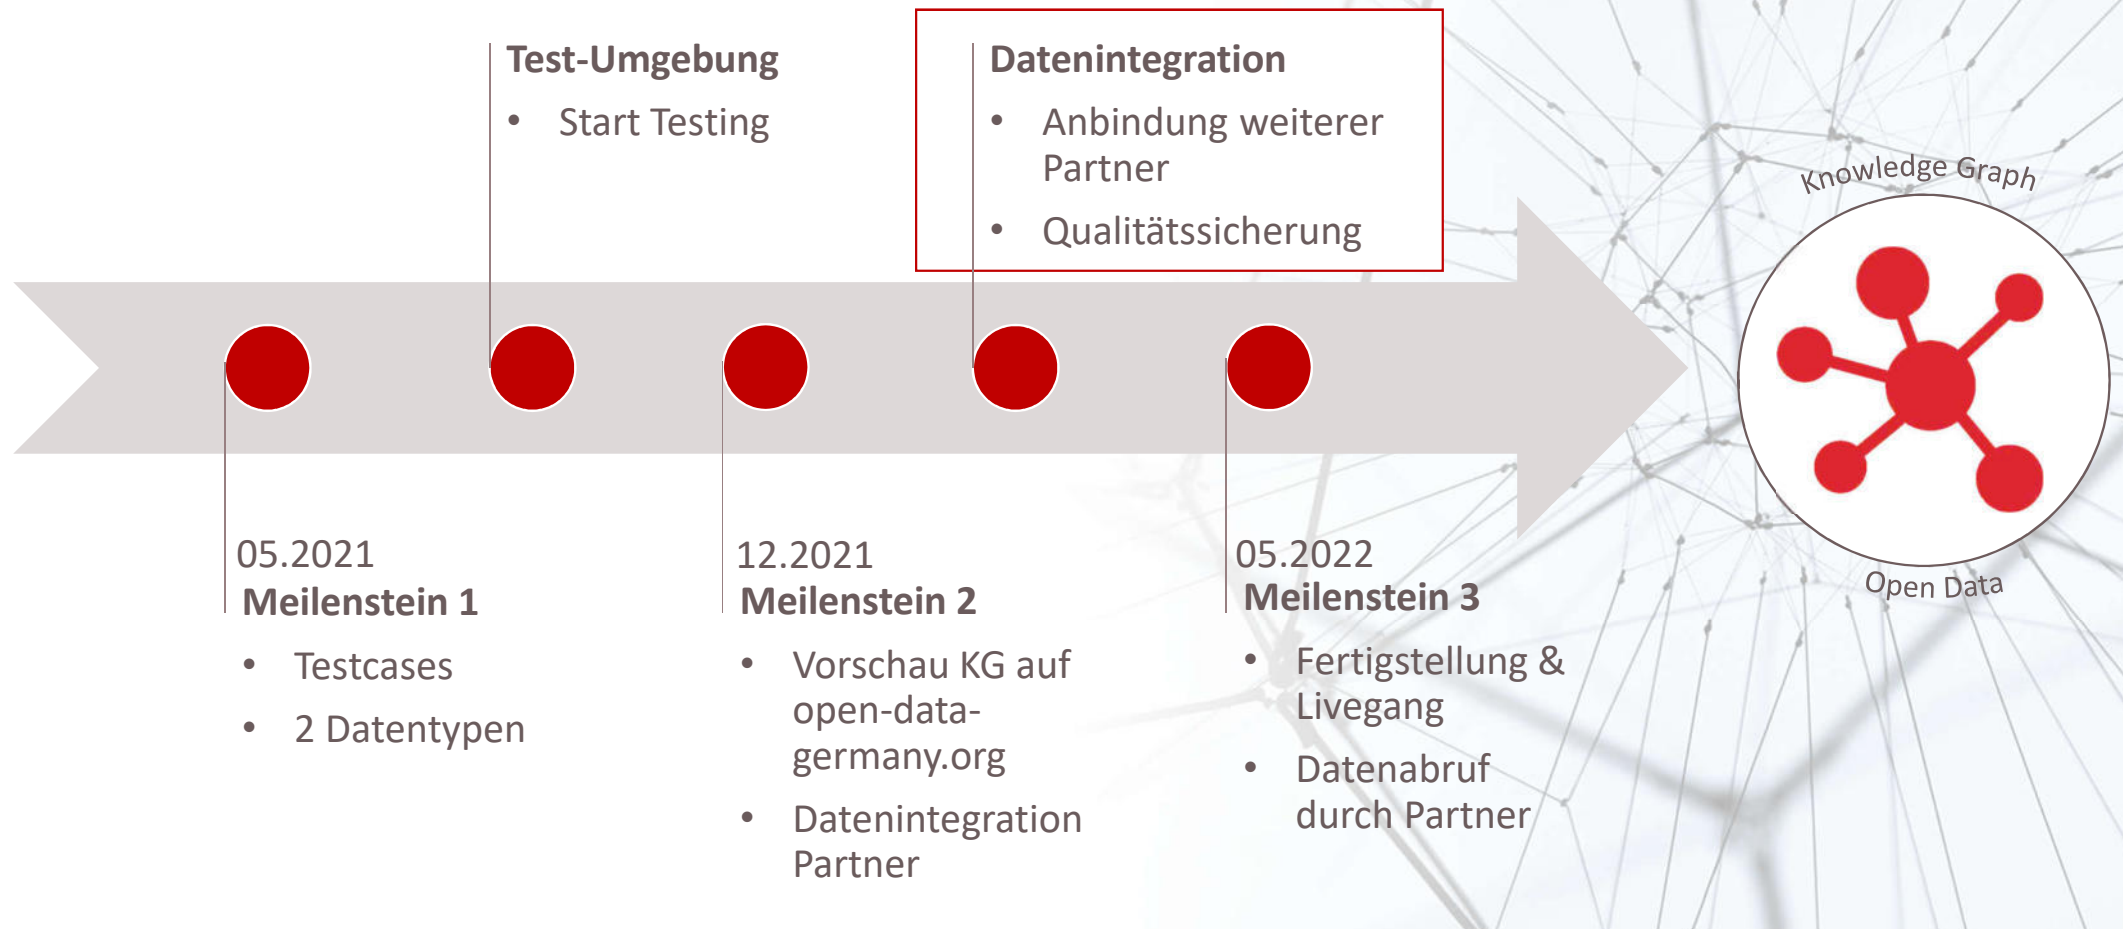 Test-Umgebung
• Start Testing
Datenintegration
• Anbindung weiterer
Partner
• Qualitätssicherung
Knowledge Graph
Open Data
05.2021
Meilenstein 1
• Testcases
• 2 Datentypen
12.2021
Meilenstein 2
• Vorschau KG auf
open-data-
germany.org
• Datenintegration
Partner
05.2022
Meilenstein 3
• Fertigstellung &
Livegang
• Datenabruf
durch Partner